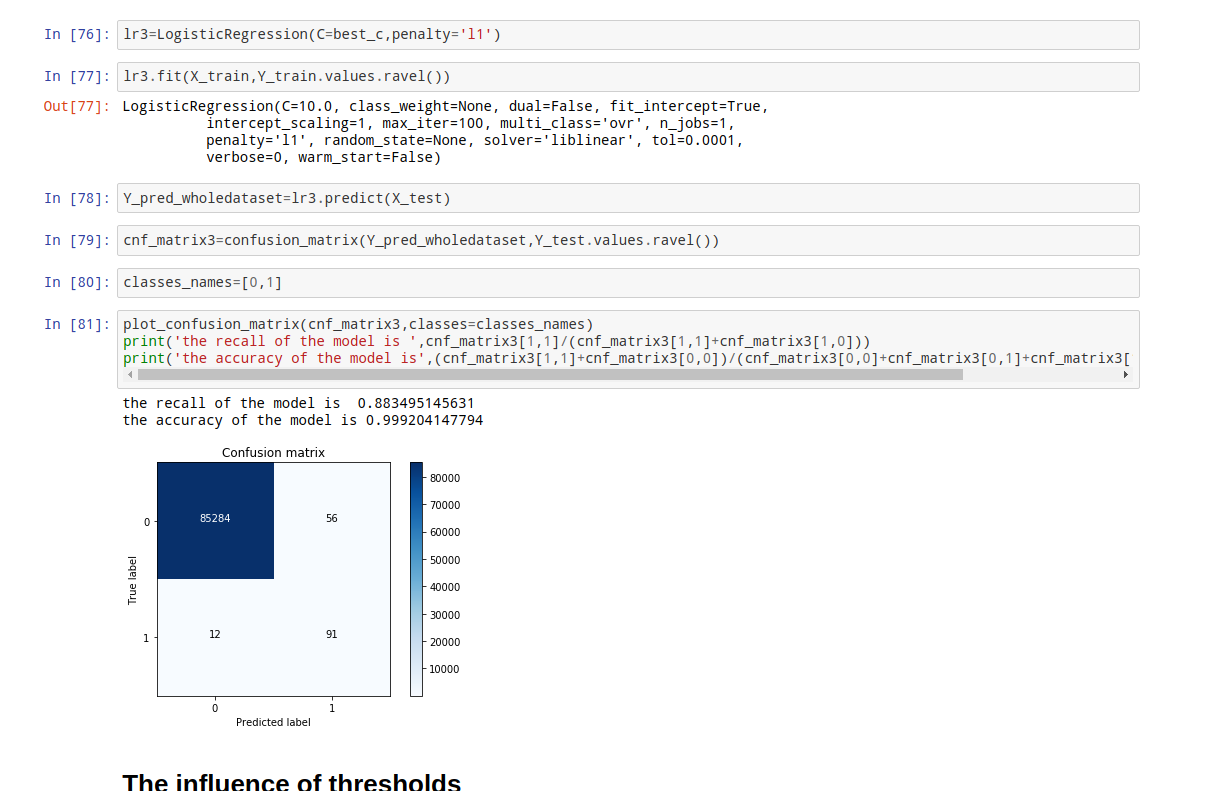 In [76]: lr3=LogisticRegression(C=best_c,penalty='l1')
In [77]: lr3.fit(X_train,Y_train.values.ravel())
Out[77]: LogisticRegression(C=10.0, class_weight=None, dual=False, fit_intercept=True,
intercept_scaling=1, max_iter=100, multi_class='ovr', n_jobs=1,
penalty='l1', random_state=None, solver='liblinear', tol=0.0001,
verbose=0, warm_start=False)
In [78]: Y_pred_wholedataset=lr3.predict(X_test)
In [79]: cnf_matrix3=confusion_matrix(Y_pred_wholedataset,Y_test.values.ravel())
In [80]: classes_names=[0,1]
In [81]: plot_confusion_matrix(cnf_matrix3,classes=classes_names)
print('the recall of the model is ',cnf_matrix3[1,1]/(cnf_matrix3[1,1]+cnf_matrix3[1,0]))
print('the accuracy of the model is',(cnf_matrix3[1,1]+cnf_matrix3[0,0])/(cnf_matrix3[0,0]+cnf_matrix3[0,1]+cnf_matrix3[
the recall of the model is  0.883495145631
the accuracy of the model is 0.999204147794
Confusion matrix
True label
0
1
85284
56
12
91
0
1
Predicted label
80000
70000
60000
50000
40000
30000
20000
10000
The influence of thresholds